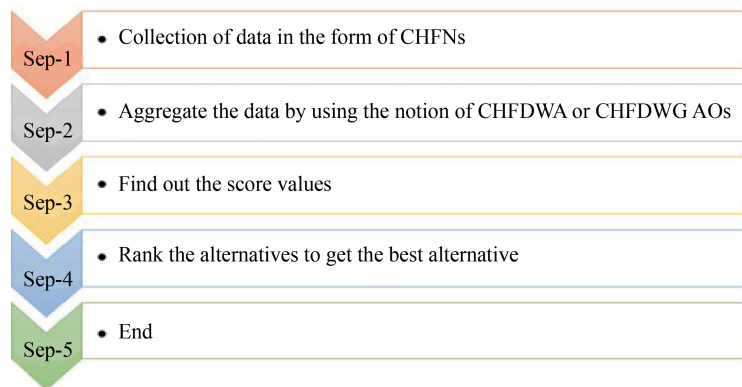 Sep-1
• Collection of data in the form of CHFNs
Sep-2
• Aggregate the data by using the notion of CHFDWA or CHFDWG AOs
Sep-3
• Find out the score values
Sep-4
• Rank the alternatives to get the best alternative
Sep-5
• End